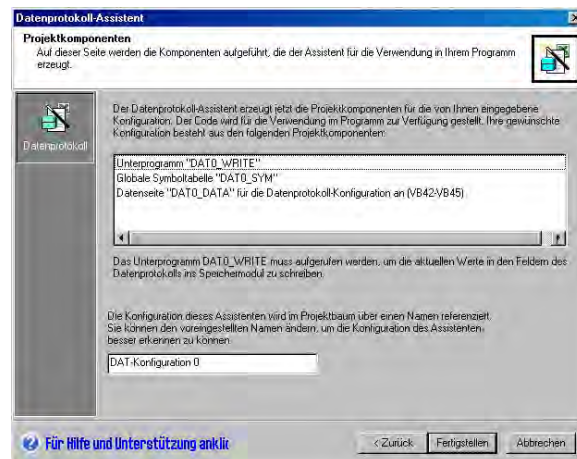 Datenprotokoll-Assistent
Projektkomponenten
Auf dieser Seite werden die Komponenten aufgeführt, die der Assistent für die Verwendung in Ihrem Programm
erzeugt.
Datenprotokoll
Der Datenprotokoll-Assistent erzeugt jetzt die Projektkomponenten für die von Ihnen eingegebene
Konfiguration. Der Code wird für die Verwendung im Programm zur Verfügung gestellt. Ihre gewünschte
Konfiguration besteht aus den folgenden Projektkomponenten:
Unterprogramm "DAT0_WRITE"
Globale Symboltabelle "DAT0_SYM"
Datenseite "DAT0_DATA" für die Datenprotokoll-Konfiguration an (VB42-VB45)
Das Unterprogramm DAT0_WRITE muss aufgerufen werden, um die aktuellen Werte in den Feldern des
Datenprotokolls ins Speichermodul zu schreiben.
Die Konfiguration dieses Assistenten wird im Projektbaum über einen Namen referenziert.
Sie können den voreingestellten Namen ändern, um die Konfiguration des Assistenten
besser erkennen zu können.
DAT-Konfiguration 0
Für Hilfe und Unterstützung anklic
< Zurück Fertigstellen Abbrechen